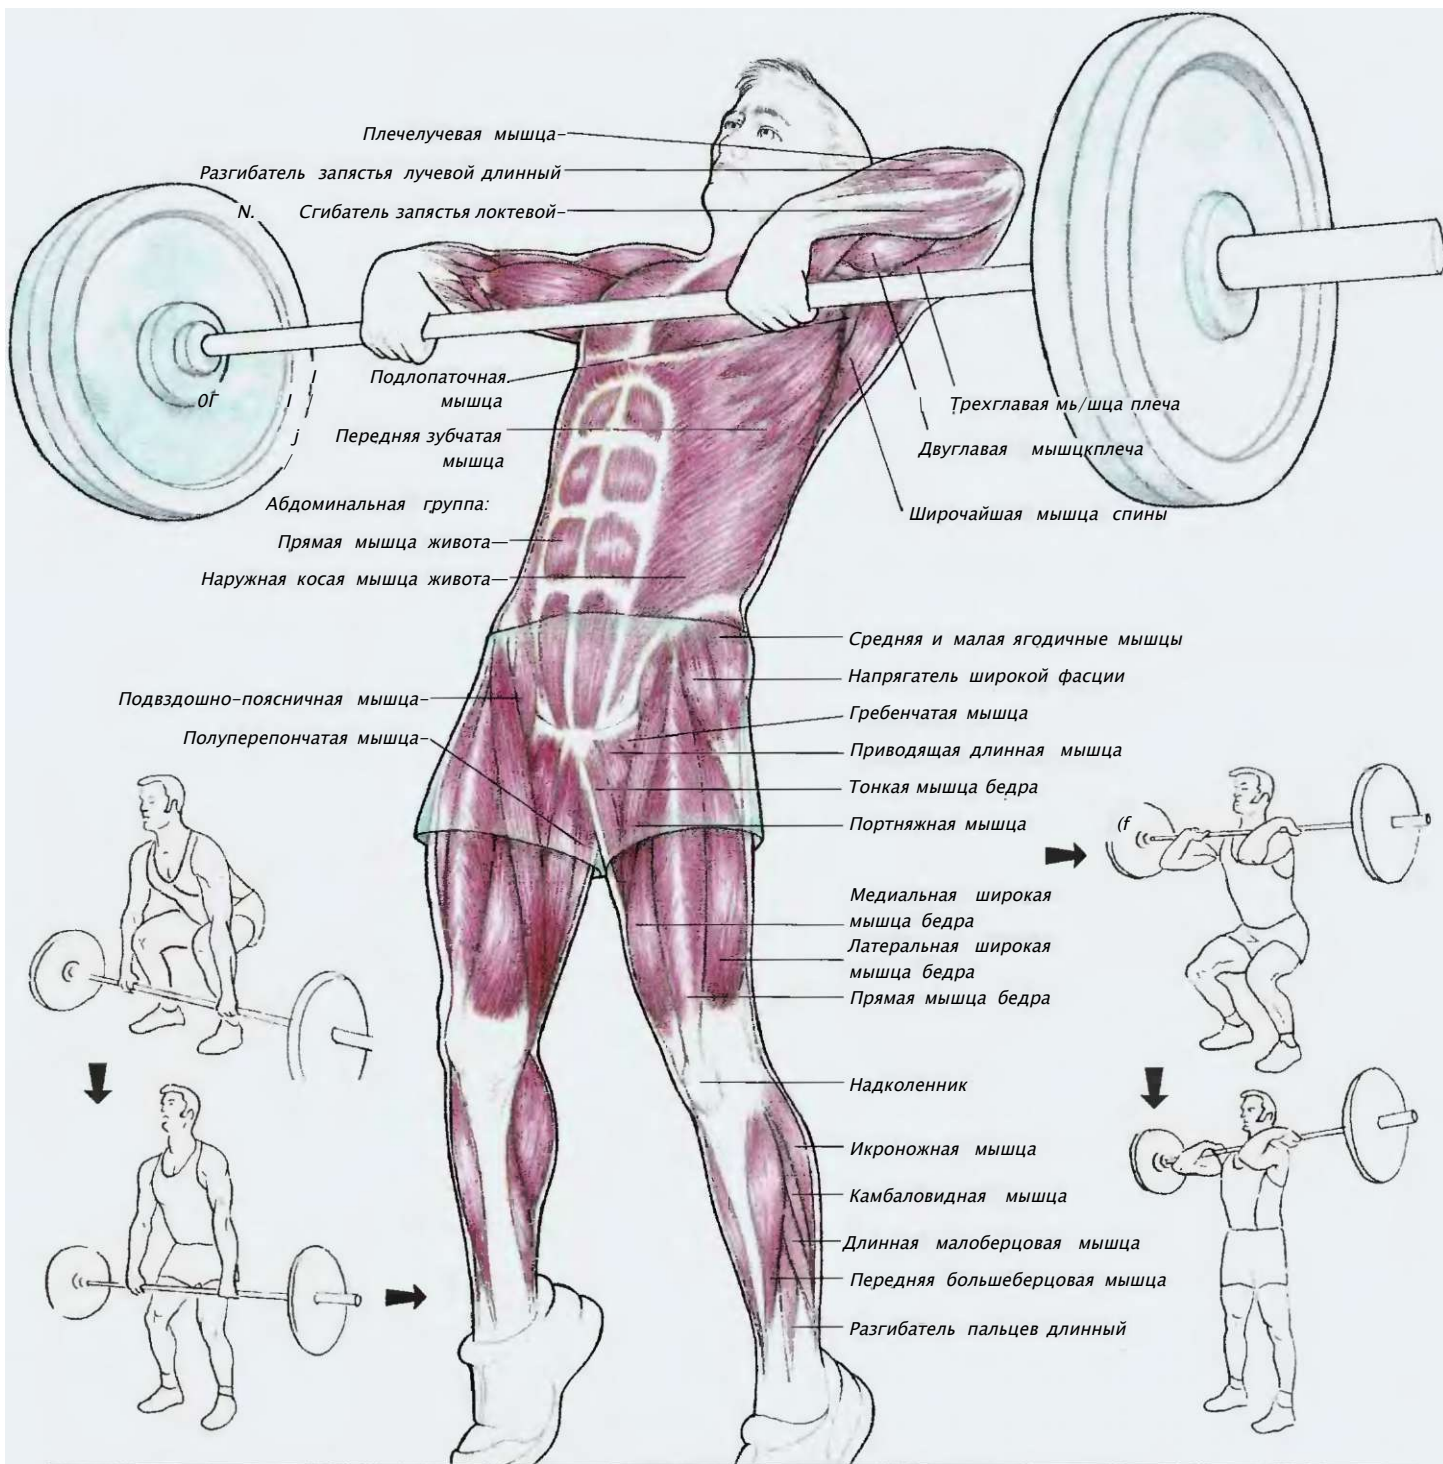 Плечелучевая мышца
Разгибатель запястья лучевой длинный
N. Сгибатель запястья локтевой
Подлопаточная.
мышца
0Г
I
j
Передняя зубчатая
мышца
Абдоминальная группа:
Прямая мышца живота
Наружная косая мышца живота
Трехглавая мь/шца плеча
Двуглавая мышцкплеча
Широчайшая мышца спины
Подвздошно-поясничная мышца
Полуперепончатая мышца
Средняя и малая ягодичные мышцы
Напрягатель широкой фасции
Гребенчатая мышца
Приводящая длинная мышца
Тонкая мышца бедра
Портняжная мышца
(f
Медиальная широкая
мышца бедра
Латеральная широкая
мышца бедра
Прямая мышца бедра
Надколенник
Икроножная мышца
Камбаловидная мышца
Длинная малоберцовая мышца
Передняя большеберцовая мышца
Разгибатель пальцев длинный